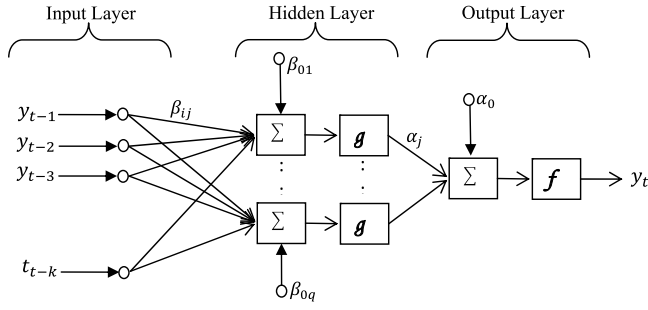 Input Layer Hidden Layer Output Layer
β₀₁
yₜ₋₁ βᵢⱼ α₀
∑ g αⱼ
yₜ₋₂
yₜ₋₃ ∑ f yₜ
∑ g
tₜ₋ₖ
β₀q